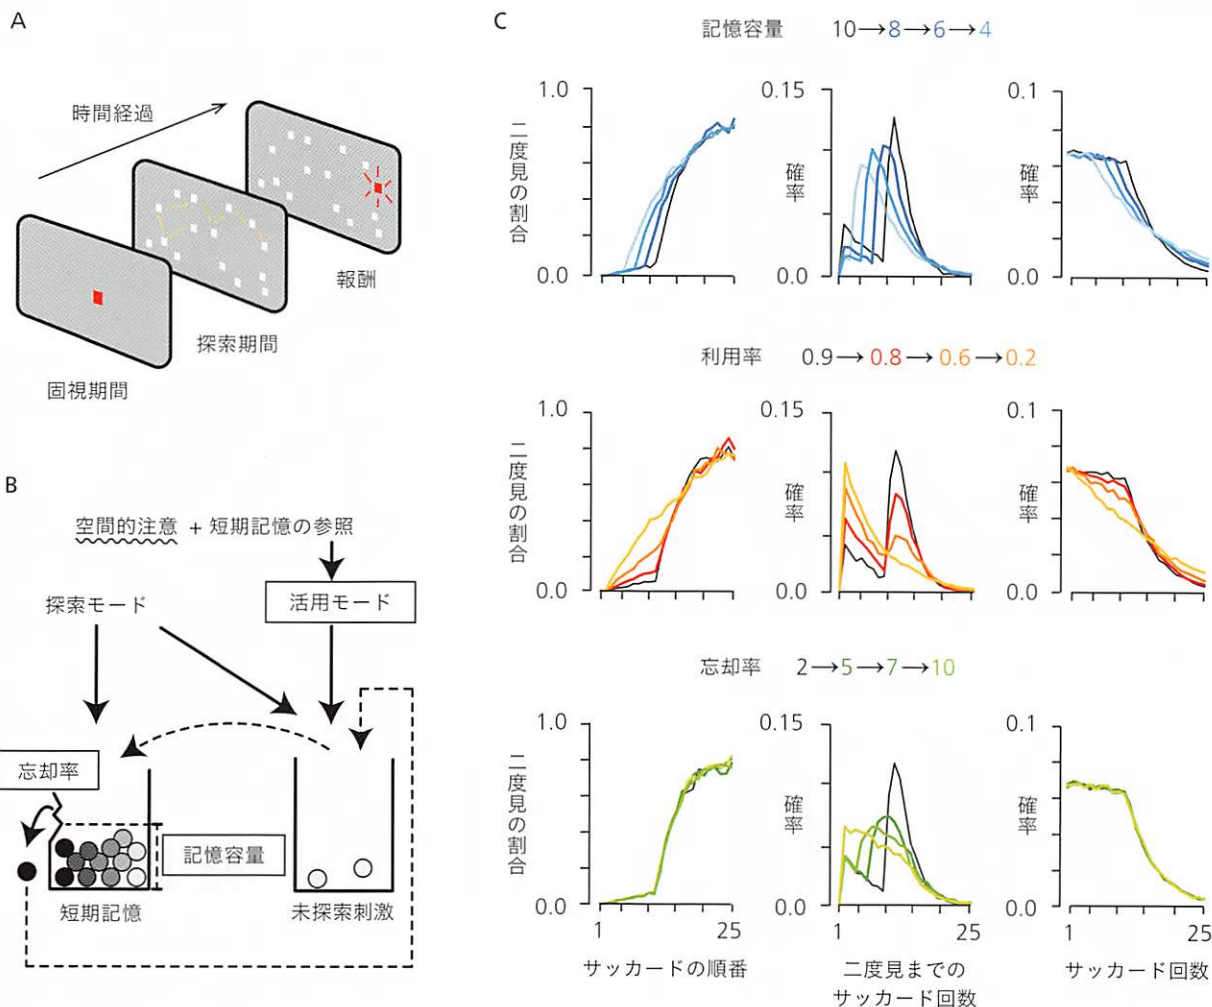 A
時間経過
報酬
探索期間
固視期間
B
空間的注意 + 短期記憶の参照
探索モード
活用モード
忘却率
記憶容量
短期記憶
未探索刺激
C
記憶容量 10→8→6→4
1.0
二度見の割合
0.0
0.15
確率
0.0
0.1
確率
0.0
利用率 0.9→0.8→0.6→0.2
1.0
二度見の割合
0.0
0.15
確率
0.0
0.1
確率
0.0
忘却率 2→5→7→10
1.0
二度見の割合
0.0
1 25
サッカードの順番
0.15
確率
0.0
1 25
二度見までの
サッカード回数
0.1
確率
0.0
1 25
サッカード回数